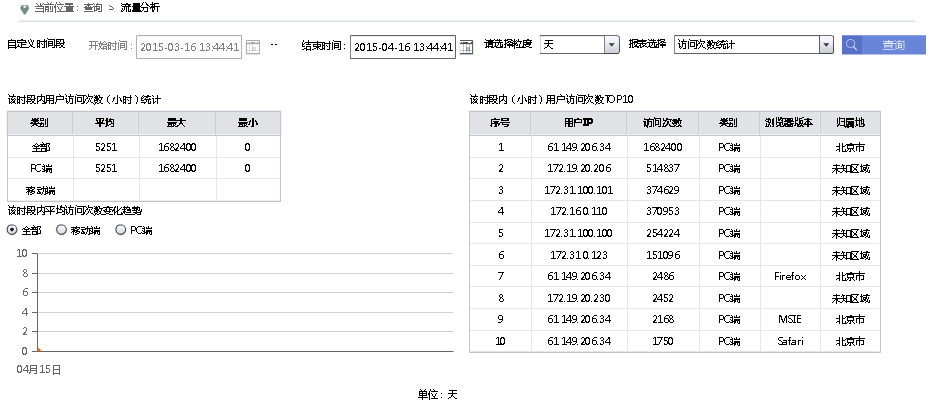 当前位置：查询 > 流量分析
自定义时间段 开始时间：2015-03-16 13:44:41 -- 结束时间：2015-04-16 13:44:41 请选择粒度 天 报表选择 访问次数统计 查询
该时段内用户访问次数（小时）统计
类别 平均 最大 最小
全部 5251 1682400 0
PC端 5251 1682400 0
移动端
该时段内平均访问次数变化趋势
全部 移动端 PC端
10
8
6
4
2
0
04月15日
单位：天
该时段内（小时）用户访问次数TOP10
序号 用户IP 访问次数 类别 浏览器版本 归属地
1 61.149.206.34 1682400 PC端 北京市
2 172.19.20.206 514837 PC端 未知区域
3 172.31.100.101 374629 PC端 未知区域
4 172.16.0.110 370953 PC端 未知区域
5 172.31.100.100 254224 PC端 未知区域
6 172.31.0.123 151096 PC端 未知区域
7 61.149.206.34 2486 PC端 Firefox 北京市
8 172.19.20.230 2452 PC端 未知区域
9 61.149.206.34 2168 PC端 MSIE 北京市
10 61.149.206.34 1750 PC端 Safari 北京市